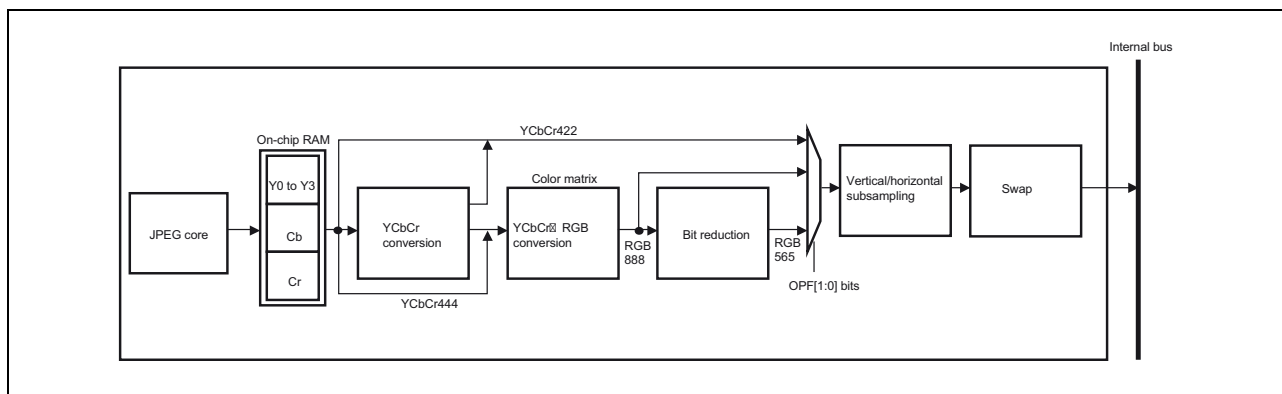 Internal bus
YCbCr422
On-chip RAM
Color matrix
Y0 to Y3
Cb
Cr
JPEG core
YCbCr
conversion
YCbCr RGB
conversion
RGB
888
Bit reduction
RGB
565
Vertical/horizontal
subsampling
Swap
OPF[1:0] bits
YCbCr444